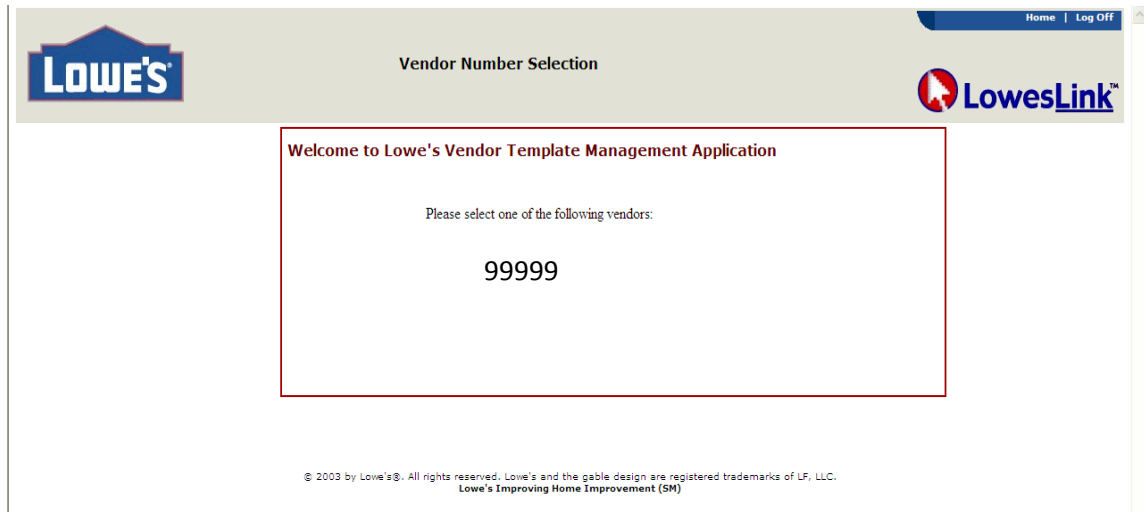 Home | Log Off
LOWE'S®
Vendor Number Selection
LowesLink™
Welcome to Lowe's Vendor Template Management Application
Please select one of the following vendors:
99999
© 2003 by Lowe's®. All rights reserved. Lowe's and the gable design are registered trademarks of LF, LLC.
Lowe's Improving Home Improvement (SM)